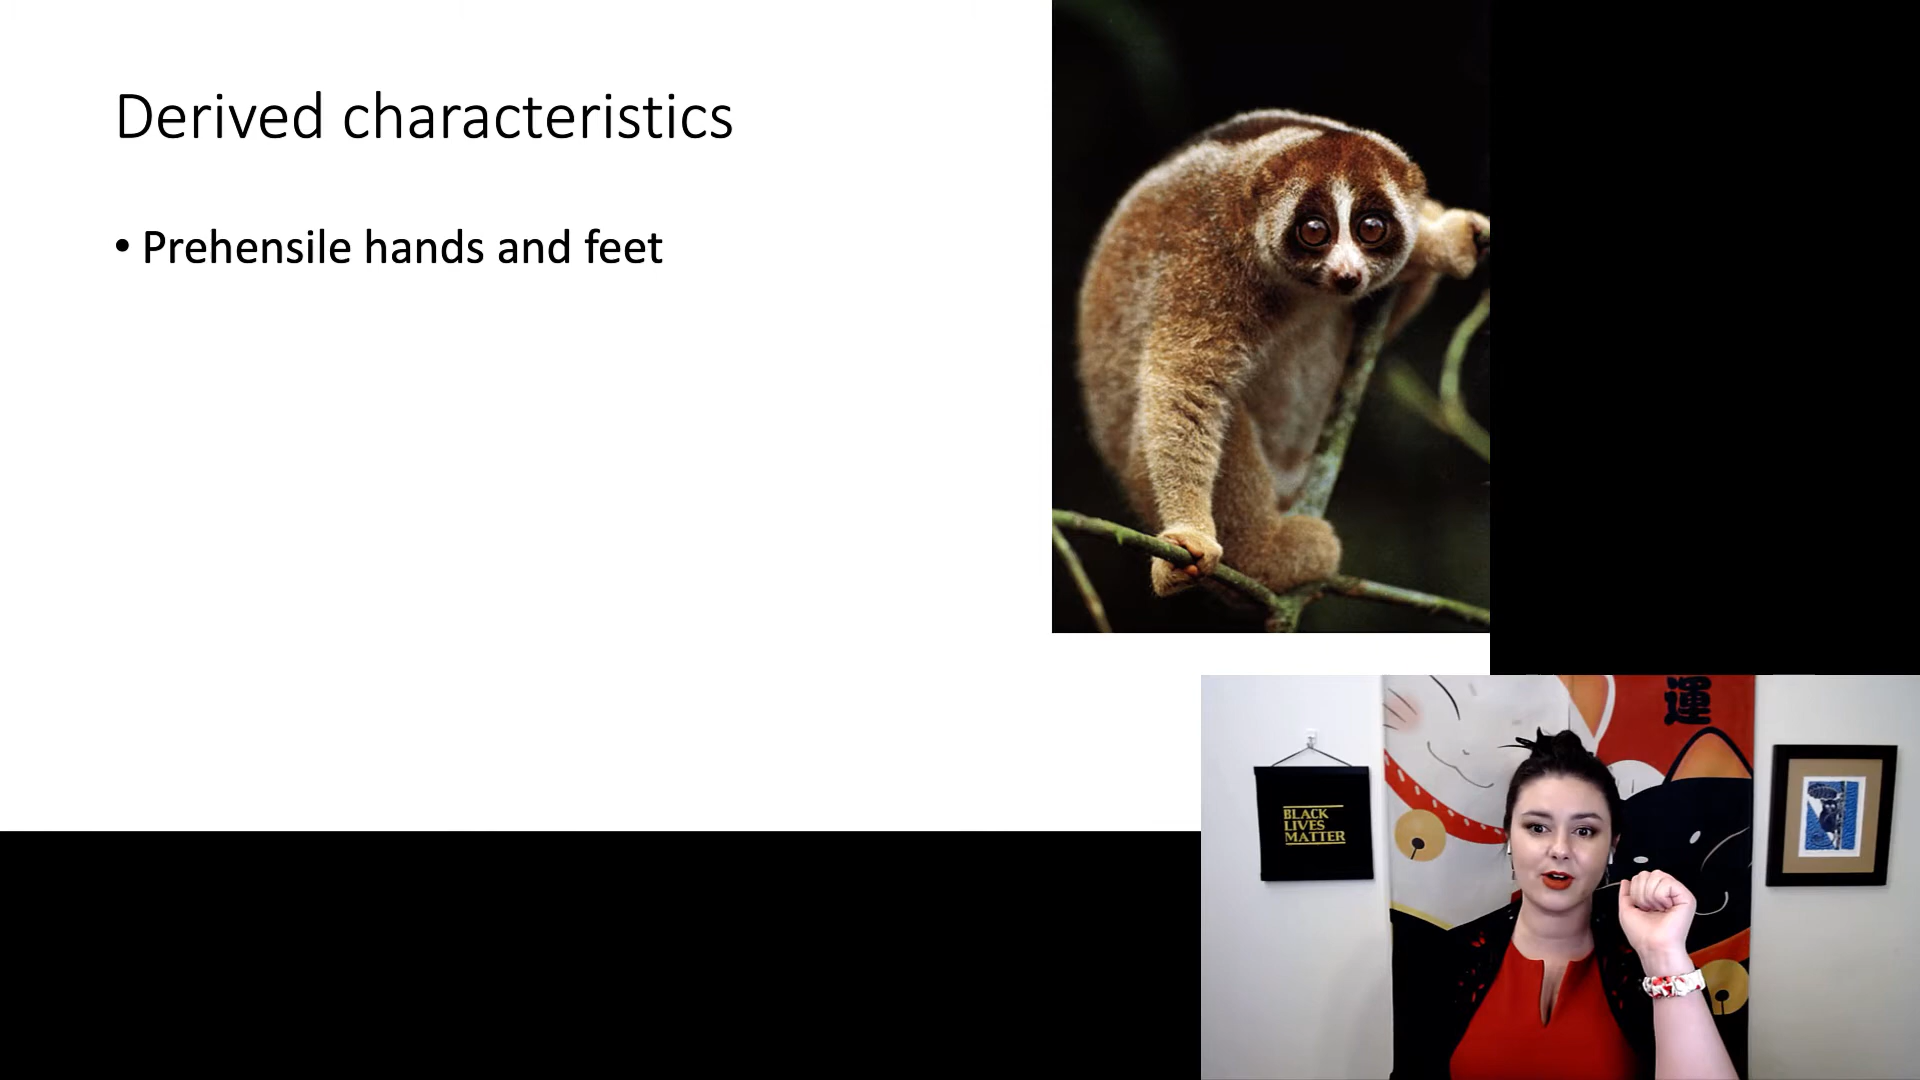 Derived characteristics
• Prehensile hands and feet
運
BLACK
LIVES
MATTER